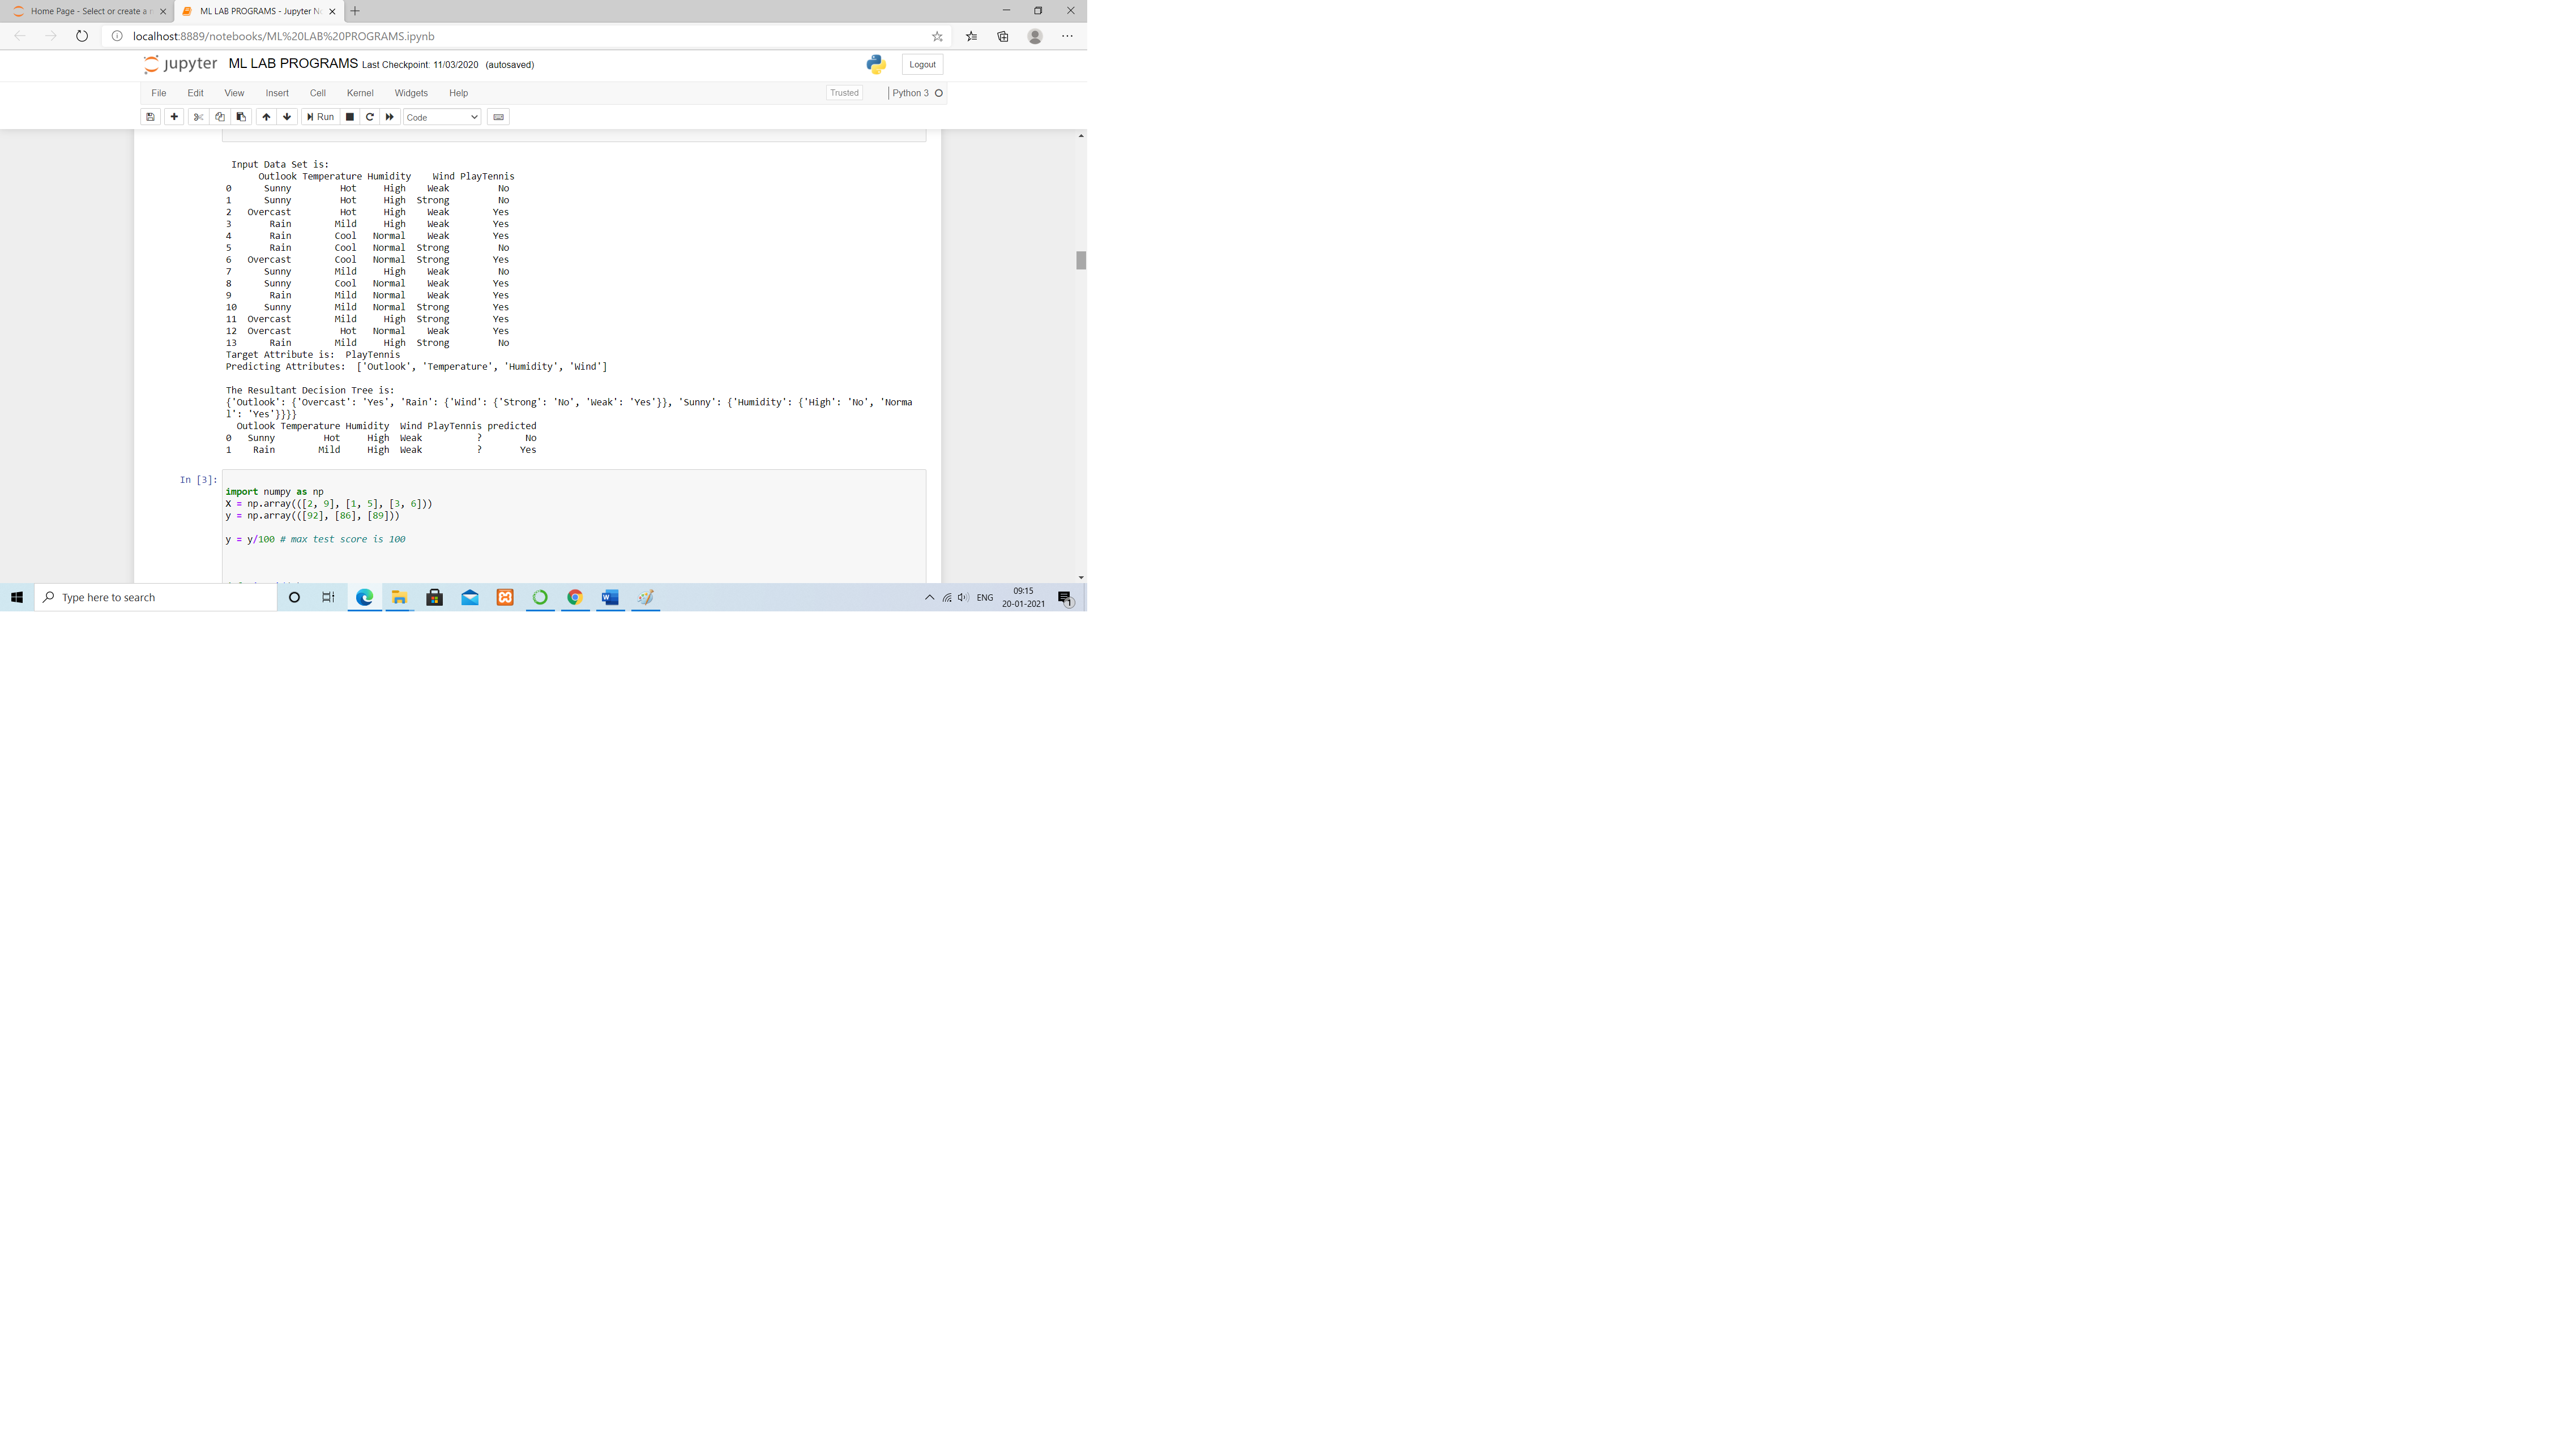 Home Page - Select or create a
ML LAB PROGRAMS - Jupyter N
localhost:8889/notebooks/ML%20LAB%20PROGRAMS.ipynb
jupyter ML LAB PROGRAMS Last Checkpoint: 11/03/2020 (autosaved)
Logout
File Edit View Insert Cell Kernel Widgets Help
Trusted
Python 3
Run
Code
Input Data Set is:
Outlook Temperature Humidity Wind PlayTennis
0 Sunny Hot High Weak No
1 Sunny Hot High Strong No
2 Overcast Hot High Weak Yes
3 Rain Mild High Weak Yes
4 Rain Cool Normal Weak Yes
5 Rain Cool Normal Strong No
6 Overcast Cool Normal Strong Yes
7 Sunny Mild High Weak No
8 Sunny Cool Normal Weak Yes
9 Rain Mild Normal Weak Yes
10 Sunny Mild Normal Strong Yes
11 Overcast Mild High Strong Yes
12 Overcast Hot Normal Weak Yes
13 Rain Mild High Strong No
Target Attribute is: PlayTennis
Predicting Attributes: ['Outlook', 'Temperature', 'Humidity', 'Wind']
The Resultant Decision Tree is:
{'Outlook': {'Overcast': 'Yes', 'Rain': {'Wind': {'Strong': 'No', 'Weak': 'Yes'}}, 'Sunny': {'Humidity': {'High': 'No', 'Norma
l': 'Yes'}}}}
Outlook Temperature Humidity Wind PlayTennis predicted
0 Sunny Hot High Weak ? No
1 Rain Mild High Weak ? Yes
In [3]:
import numpy as np
X = np.array(([2, 9], [1, 5], [3, 6]))
y = np.array(([92], [86], [89]))
y = y/100 # max test score is 100
Type here to search
ENG
09:15
20-01-2021
1